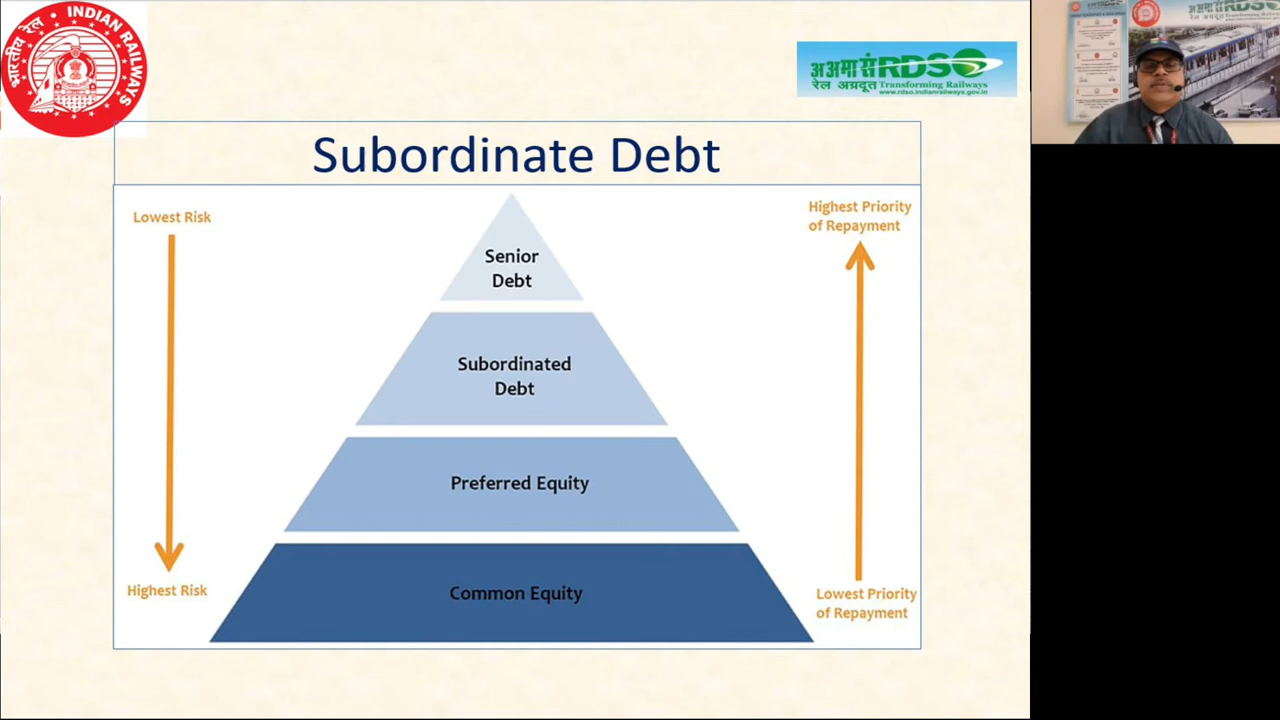 भारतीय रेल
INDIAN RAILWAYS
अ अ मा सं RDSO
रेल अग्रदूत Transforming Railways
www.rdso.indianrailways.gov.in
Subordinate Debt
Lowest Risk
Highest Priority
of Repayment
Senior
Debt
Subordinated
Debt
Preferred Equity
Highest Risk
Common Equity
Lowest Priority
of Repayment